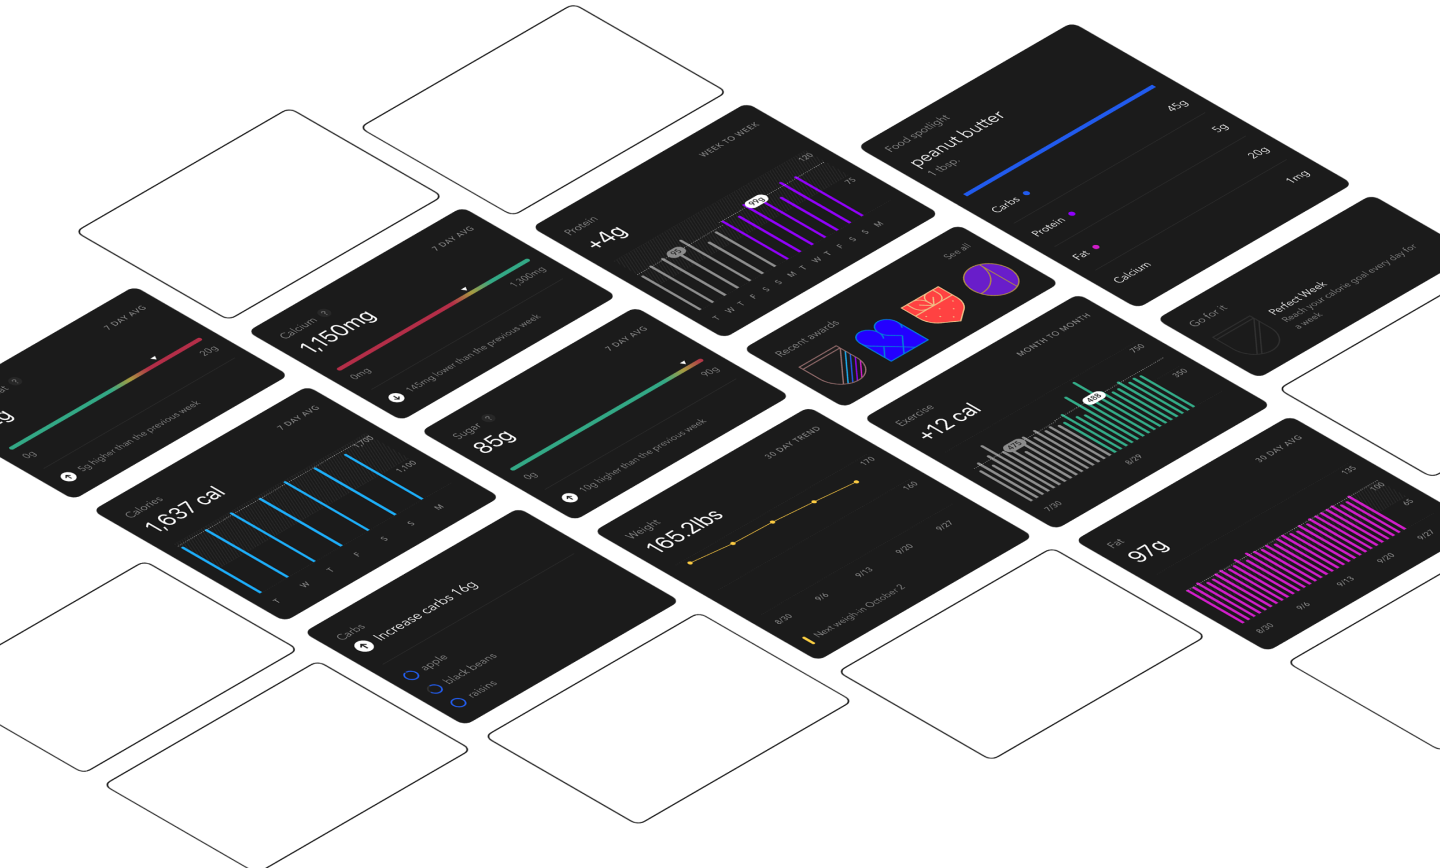 Food spotlight
peanut butter
1 tbsp.
Carbs
45g
Protein
5g
Fat
20g
Calcium
1mg
WEEK TO WEEK
Protein
+4g
120
75
99g
95
T W T F S S M T W T F S S M
7 DAY AVG
Calcium ?
1,150mg
0mg
1,300mg
145mg lower than the previous week
7 DAY AVG
?
0g
20g
5g higher than the previous week
See all
Recent awards
Go for it
Perfect Week
Reach your calorie goal every day for
a week
7 DAY AVG
Sugar ?
85g
0g
90g
10g higher than the previous week
MONTH TO MONTH
Exercise
+12 cal
750
350
488
475
7/30
8/29
7 DAY AVG
Calories
1,637 cal
1,700
1,100
T W T F S S M
30 DAY TREND
Weight
165.2lbs
170
160
8/30
9/6
9/13
9/20
9/27
Next weigh-in October 2
30 DAY AVG
Fat
97g
135
100
65
8/30
9/6
9/13
9/20
9/27
Carbs
Increase carbs 16g
apple
black beans
raisins